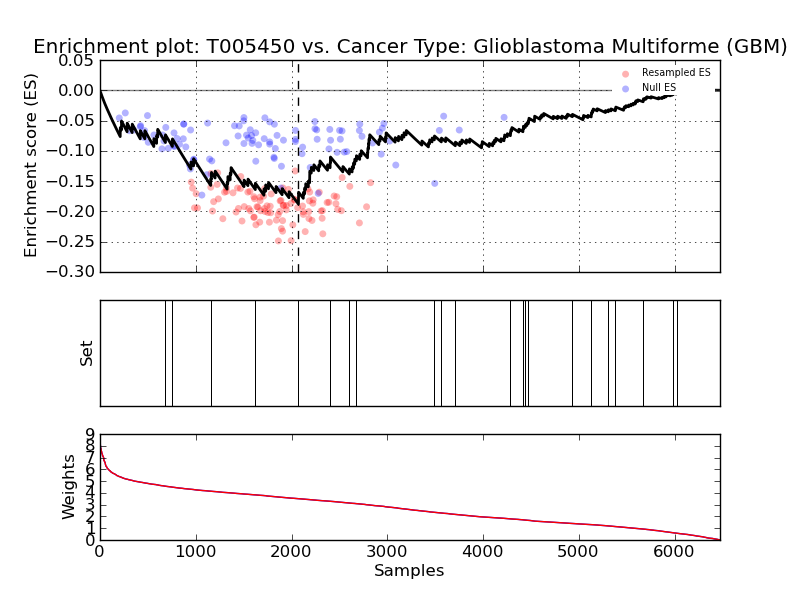 Enrichment plot: T005450 vs. Cancer Type: Glioblastoma Multiforme (GBM)
Enrichment score (ES)
0.05
0.00
−0.05
−0.10
−0.15
−0.20
−0.25
−0.30
Resampled ES
Null ES
Set
Weights
9
8
7
6
5
4
3
2
1
0
0 1000 2000 3000 4000 5000 6000
Samples